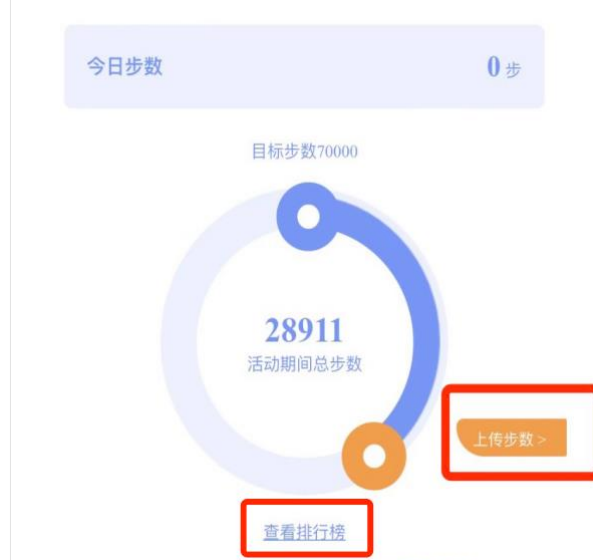 今日步数 0 步
目标步数70000
28911
活动期间总步数
上传步数 >
查看排行榜